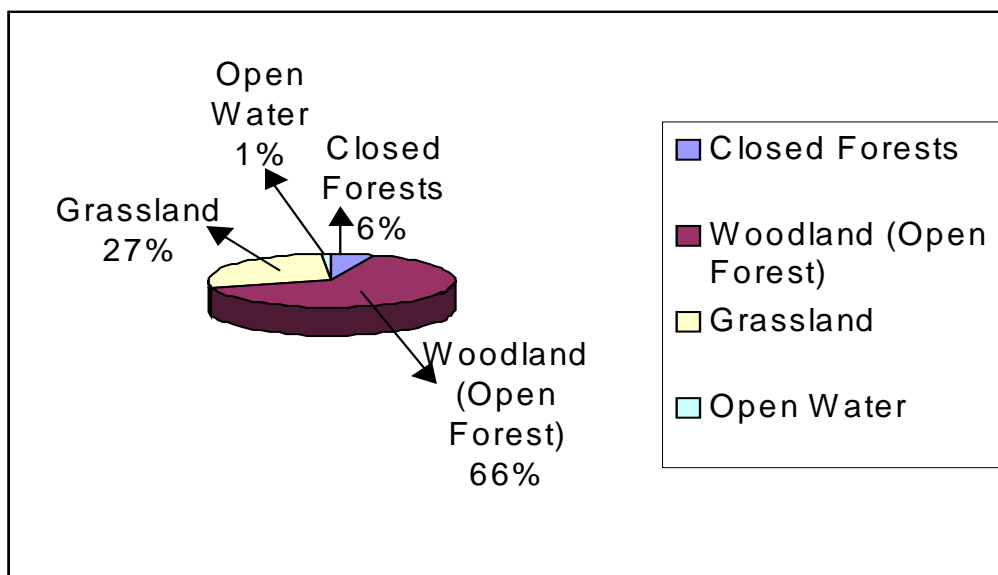 Open
Water
1%
Closed
Forests
6%
Grassland
27%
Woodland
(Open
Forest)
66%
Closed Forests
Woodland (Open
Forest)
Grassland
Open Water